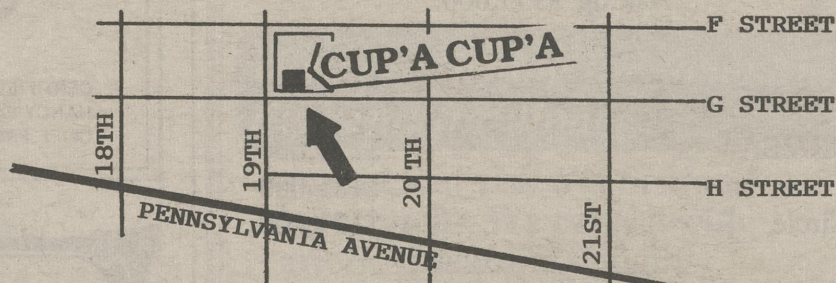 F STREET
CUP'A CUP'A
G STREET
18TH
19TH
20TH
H STREET
21ST
PENNSYLVANIA AVENUE